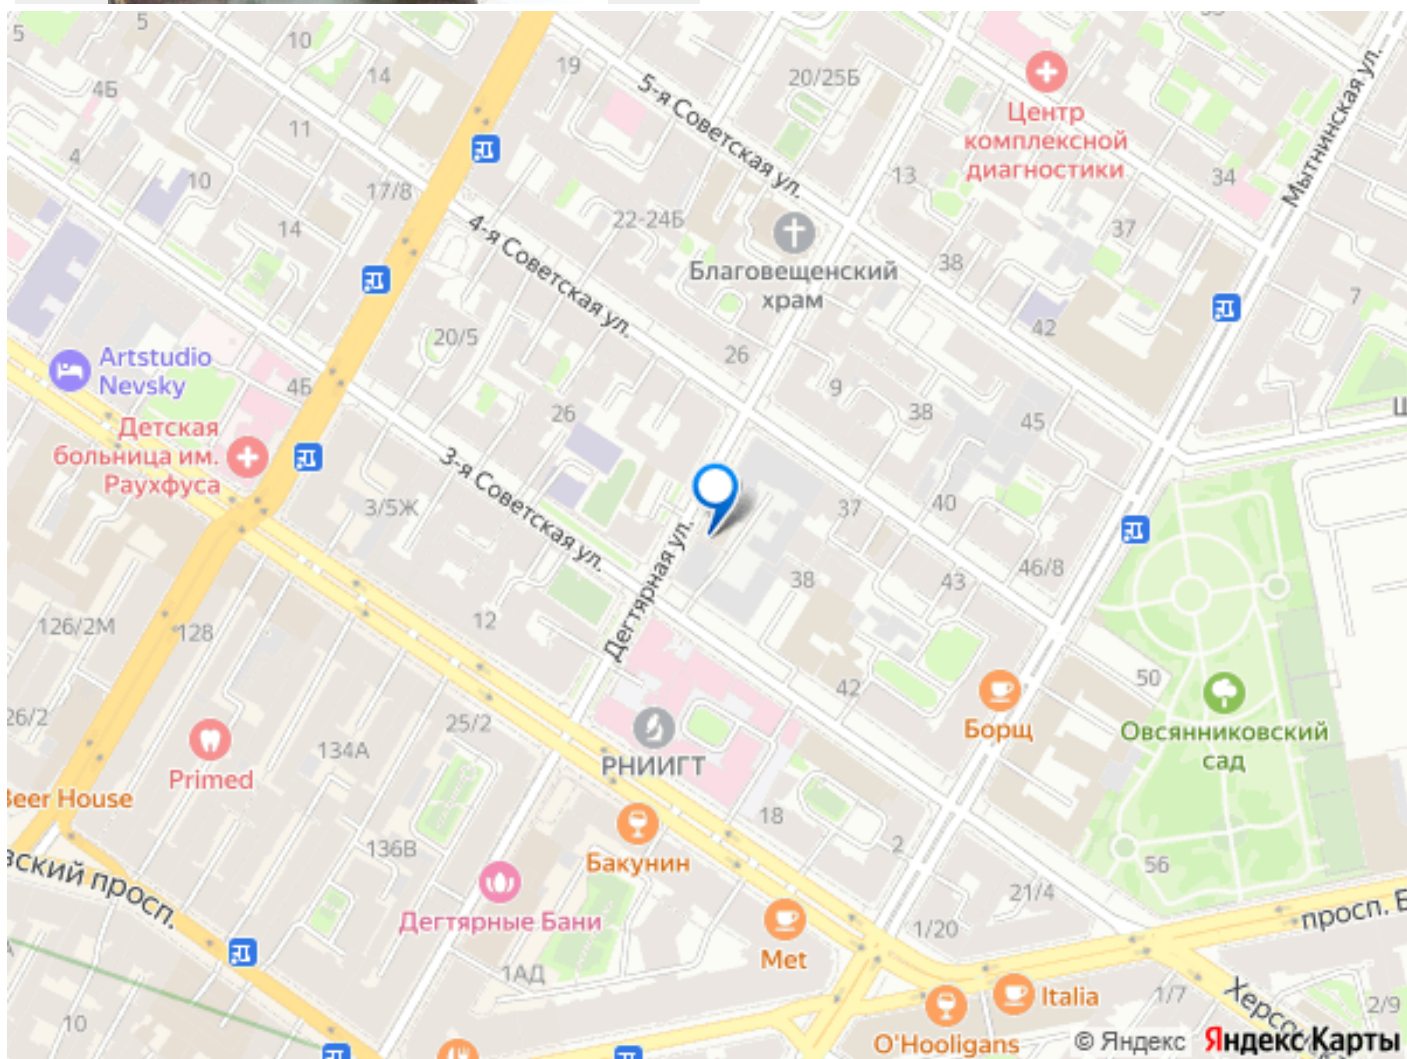 5
5
10
19
20/25Б
14
4Б
5-я Советская ул.
Центр
комплексной
диагностики
Мытнинская ул.
11
4
10
17/8
13
34
14
22-24Б
4-я Советская ул.
Благовещенский
храм
38
37
7
20/5
26
42
Artstudio
Nevsky
4Б
9
38
45
26
Детская
больница им.
Раухфуса
3-я Советская ул.
3/5Ж
37
40
Дегтярная ул.
46/8
38
43
12
126/2М
128
42
50
26/2
25/2
Борщ
Овсянниковский
сад
134А
РНИИГТ
Primed
Beer House
18
136В
Бакунин
2
56
вский просп.
21/4
Дегтярные Бани
просп. Б
1/20
Met
1АД
Italia
1/7
Херсо
2/9
10
O'Hooligans
© Яндекс Яндекс Карты